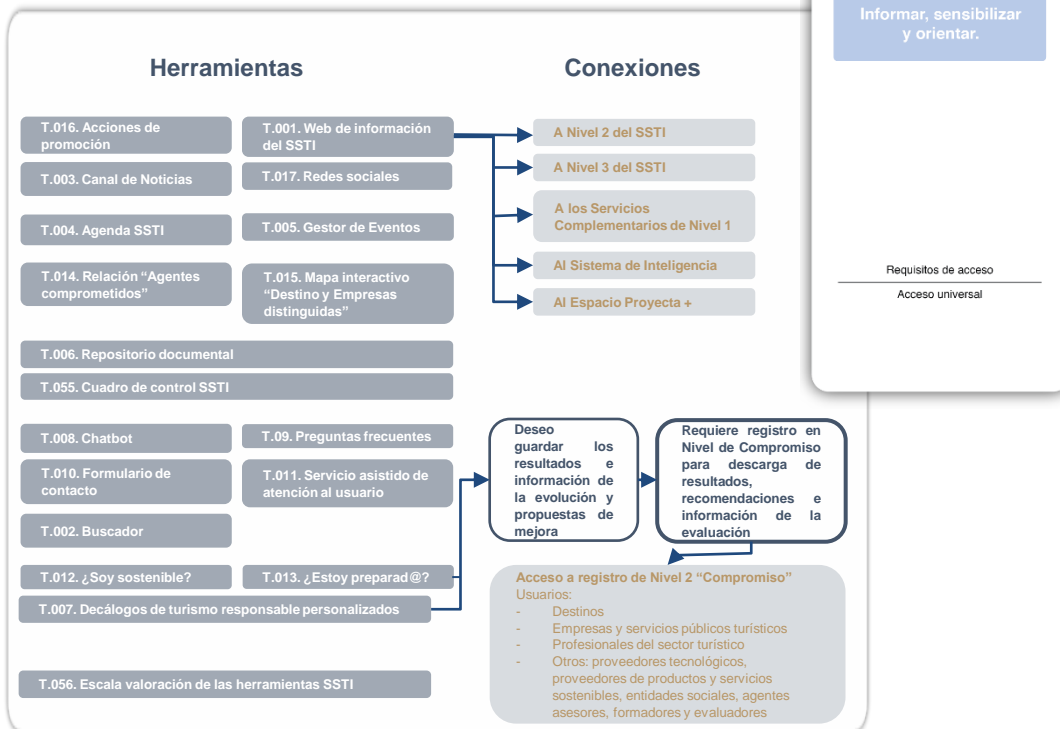 Informar, sensibilizar
y orientar.
Requisitos de acceso
Acceso universal
Herramientas
Conexiones
T.016. Acciones de
promoción
T.001. Web de información
del SSTI
T.003. Canal de Noticias
T.017. Redes sociales
T.004. Agenda SSTI
T.005. Gestor de Eventos
T.014. Relación “Agentes
comprometidos”
T.015. Mapa interactivo
“Destino y Empresas
distinguidas”
T.006. Repositorio documental
T.055. Cuadro de control SSTI
T.008. Chatbot
T.09. Preguntas frecuentes
T.010. Formulario de
contacto
T.011. Servicio asistido de
atención al usuario
T.002. Buscador
T.012. ¿Soy sostenible?
T.013. ¿Estoy preparad@?
T.007. Decálogos de turismo responsable personalizados
T.056. Escala valoración de las herramientas SSTI
A Nivel 2 del SSTI
A Nivel 3 del SSTI
A los Servicios
Complementarios de Nivel 1
Al Sistema de Inteligencia
Al Espacio Proyecta +
Deseo
guardar los
resultados e
información de
la evolución y
propuestas de
mejora
Requiere registro en
Nivel de Compromiso
para descarga de
resultados,
recomendaciones e
información de la
evaluación
Acceso a registro de Nivel 2 “Compromiso”
Usuarios:
- Destinos
- Empresas y servicios públicos turísticos
- Profesionales del sector turístico
- Otros: proveedores tecnológicos,
proveedores de productos y servicios
sostenibles, entidades sociales, agentes
asesores, formadores y evaluadores